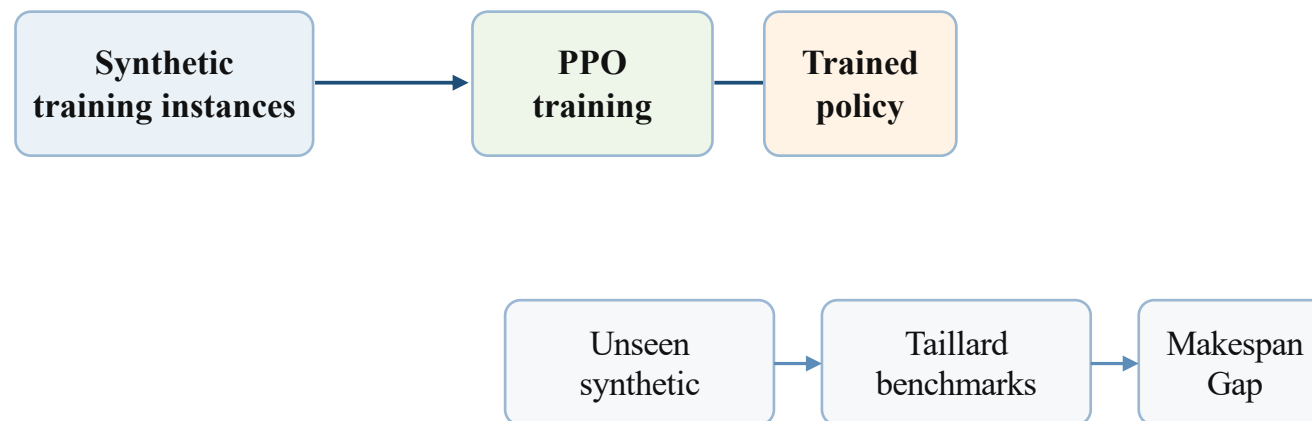 Synthetic
training instances
PPO
training
Trained
policy
Unseen
synthetic
Taillard
benchmarks
Makespan
Gap